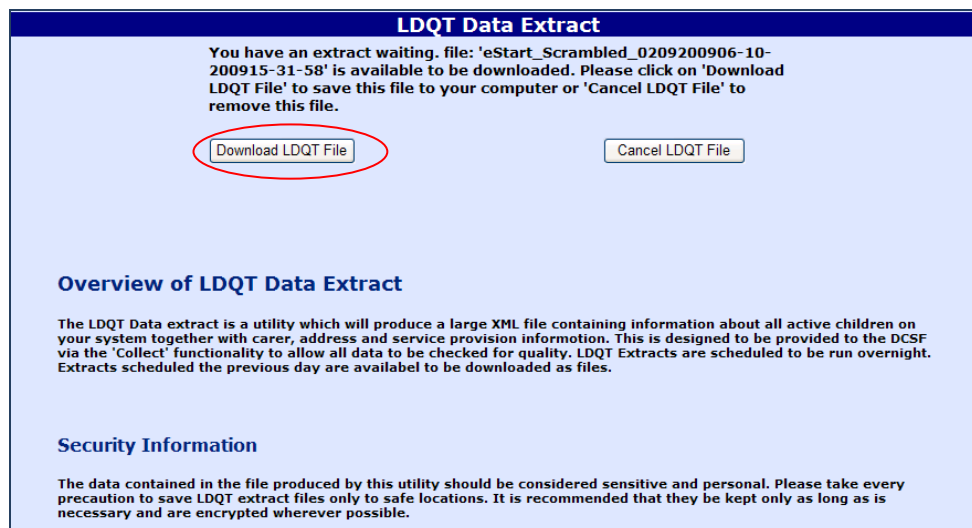 LDQT Data Extract
You have an extract waiting. file: 'eStart_Scrambled_0209200906-10-
200915-31-58' is available to be downloaded. Please click on 'Download
LDQT File' to save this file to your computer or 'Cancel LDQT File' to
remove this file.
Download LDQT File
Cancel LDQT File
Overview of LDQT Data Extract
The LDQT Data extract is a utility which will produce a large XML file containing information about all active children on
your system together with carer, address and service provision informotion. This is designed to be provided to the DCSF
via the 'Collect' functionality to allow all data to be checked for quality. LDQT Extracts are scheduled to be run overnight.
Extracts scheduled the previous day are availabel to be downloaded as files.
Security Information
The data contained in the file produced by this utility should be considered sensitive and personal. Please take every
precaution to save LDQT extract files only to safe locations. It is recommended that they be kept only as long as is
necessary and are encrypted wherever possible.